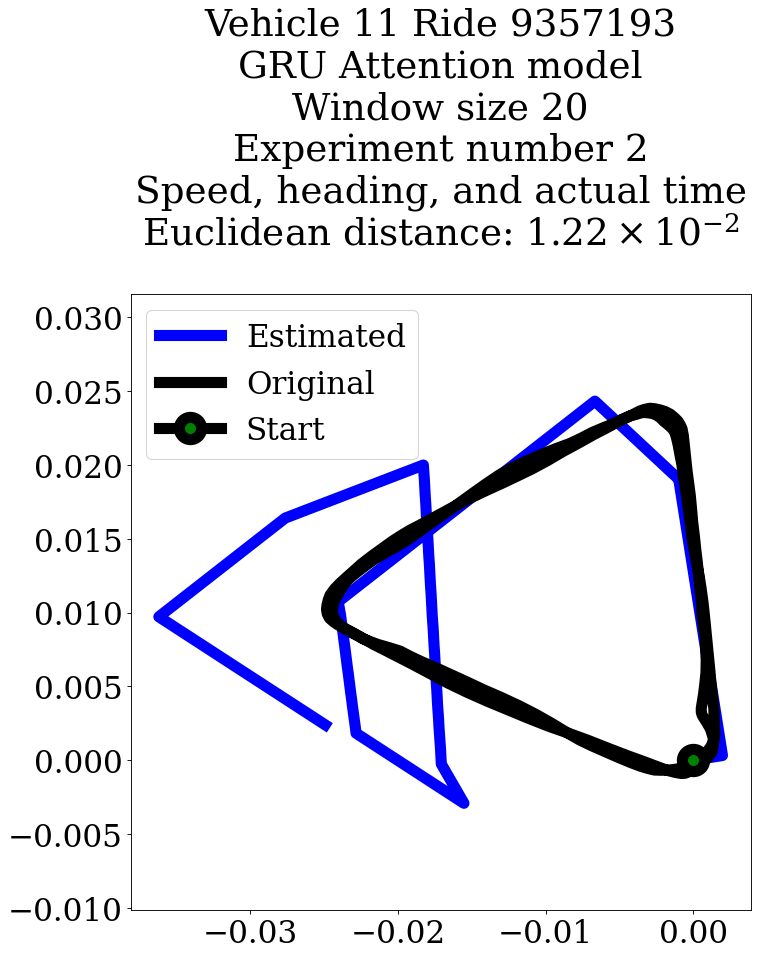 Vehicle 11 Ride 9357193
GRU Attention model
Window size 20
Experiment number 2
Speed, heading, and actual time
Euclidean distance: 1.22 × 10⁻²
Estimated
Original
Start
0.030
0.025
0.020
0.015
0.010
0.005
0.000
−0.005
−0.010
−0.03 −0.02 −0.01 0.00